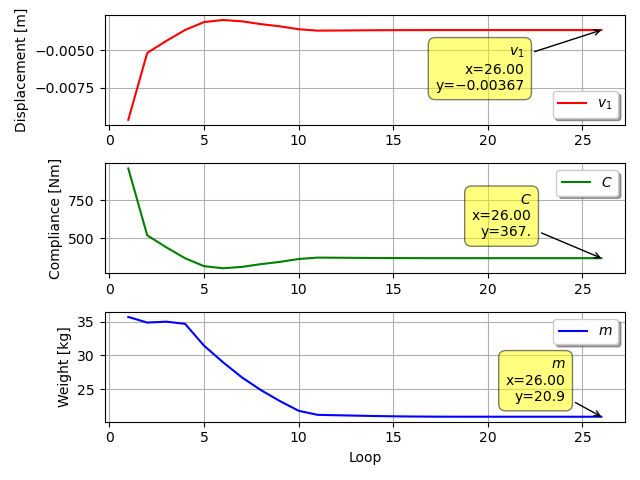 Displacement [m]
−0.0050
−0.0075
v1
x=26.00
y=−0.00367
v1
0 5 10 15 20 25
Compliance [Nm]
750
500
C
x=26.00
y=367.
C
0 5 10 15 20 25
Weight [kg]
35
30
25
m
x=26.00
y=20.9
m
0 5 10 15 20 25
Loop